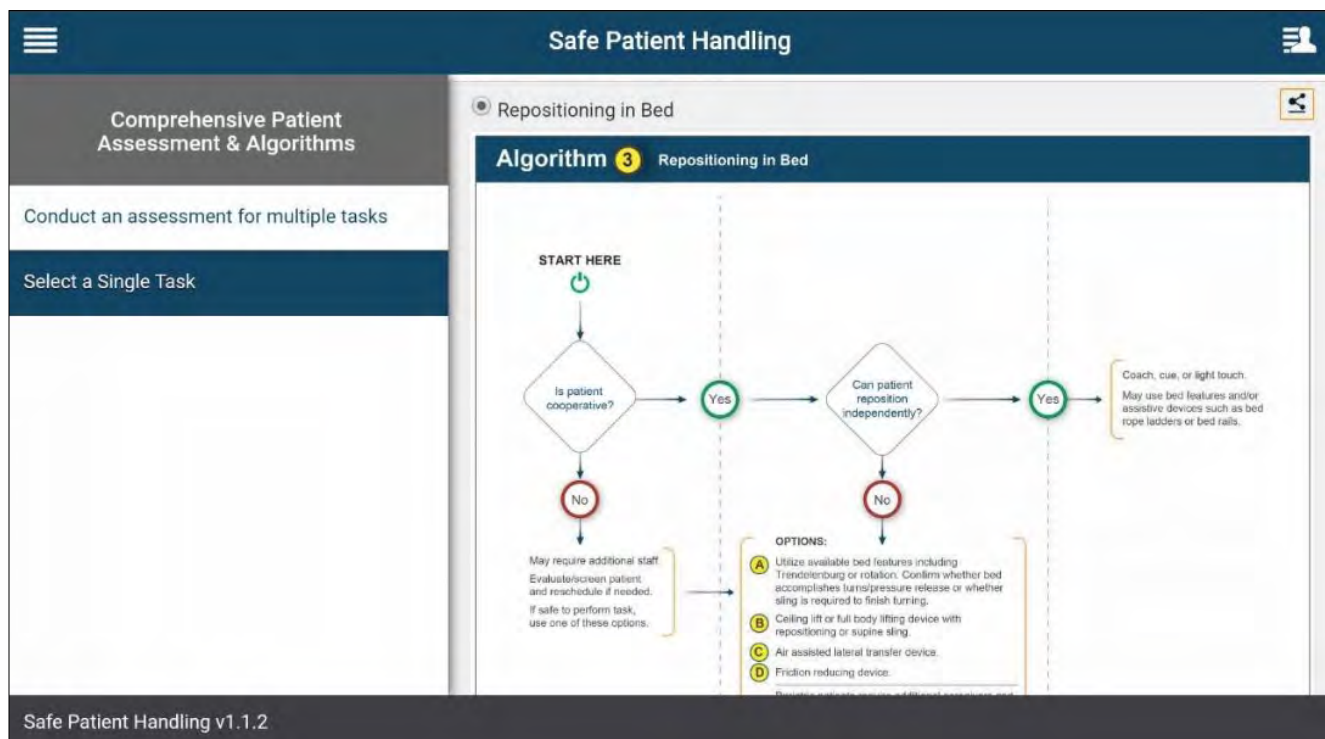 Safe Patient Handling
Comprehensive Patient
Assessment & Algorithms
Conduct an assessment for multiple tasks
Select a Single Task
Repositioning in Bed
Algorithm 3 Repositioning in Bed
START HERE
Is patient
cooperative?
Yes
Can patient
reposition
independently?
Yes
Coach, cue, or light touch.
May use bed features and/or
assistive devices such as bed
rope ladders or bed rails.
No
No
May require additional staff
Evaluate/screen patient
and reschedule if needed.
If safe to perform task,
use one of these options.
OPTIONS:
A Utilize available bed features including
Trendelenburg or rotation. Confirm whether bed
accomplishes turns/pressure release or whether
sling is required to finish turning.
B Ceiling lift or full body lifting device with
repositioning or supine sling.
C Air assisted lateral transfer device.
D Friction reducing device.
Safe Patient Handling v1.1.2